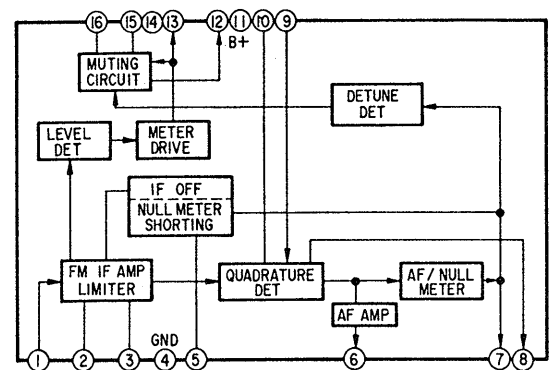 16 15 14 13 12 11 10 9
B+
MUTING
CIRCUIT
DETUNE
DET
LEVEL
DET
METER
DRIVE
IF OFF
NULL METER
SHORTING
FM IF AMP
LIMITER
QUADRATURE
DET
AF/NULL
METER
AF AMP
GND
1 2 3 4 5 6 7 8